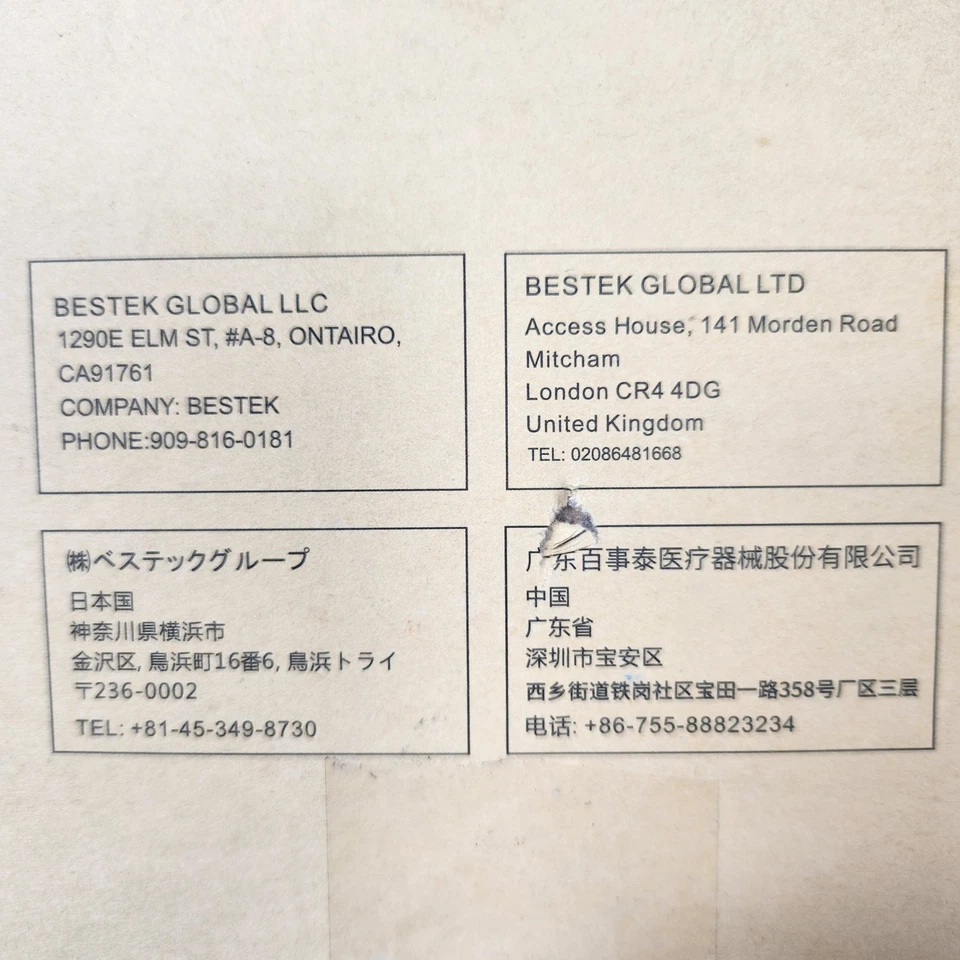 BESTEK GLOBAL LLC
1290E ELM ST, #A-8, ONTAIRO,
CA91761
COMPANY: BESTEK
PHONE:909-816-0181
BESTEK GLOBAL LTD
Access House, 141 Morden Road
Mitcham
London CR4 4DG
United Kingdom
TEL: 02086481668
㈱ベステックグループ
日本国
神奈川県横浜市
金沢区, 鳥浜町16番6, 鳥浜トライ
〒236-0002
TEL: +81-45-349-8730
广东百事泰医疗器械股份有限公司
中国
广东省
深圳市宝安区
西乡街道铁岗社区宝田一路358号厂区三层
电话: +86-755-88823234